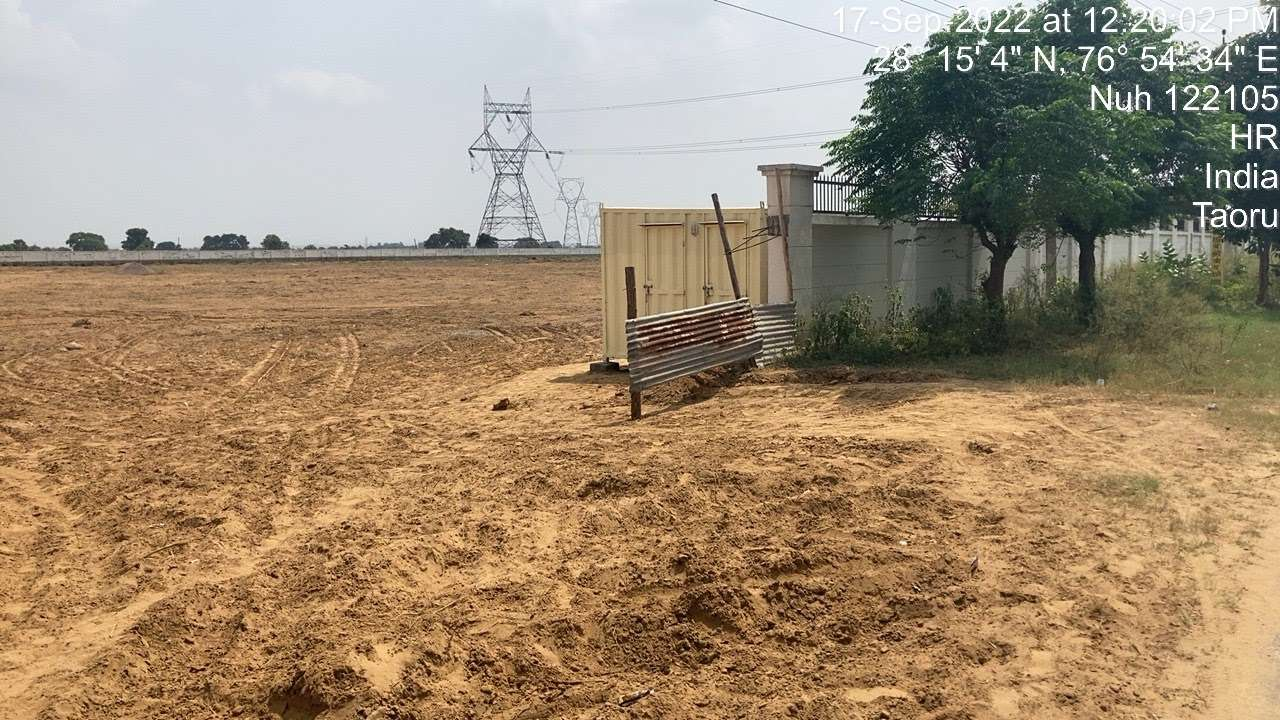 17-Sep-2022 at 12:20:02 PM
28° 15' 4" N, 76° 54' 34" E
Nuh 122105
HR
India
Taoru